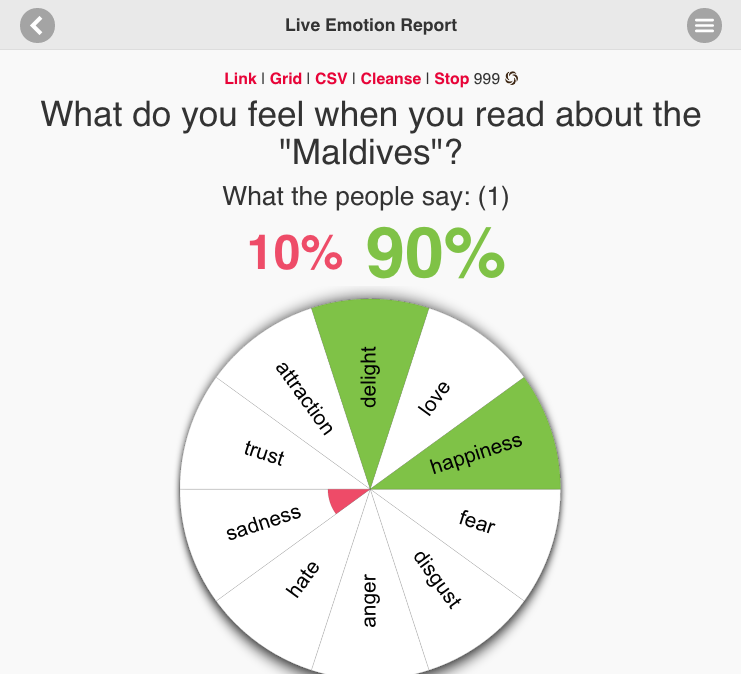 Live Emotion Report
Link | Grid | CSV | Cleanse | Stop 999
What do you feel when you read about the
"Maldives"?
What the people say: (1)
10% 90%
delight
attraction
love
trust
happiness
sadness
fear
hate
disgust
anger